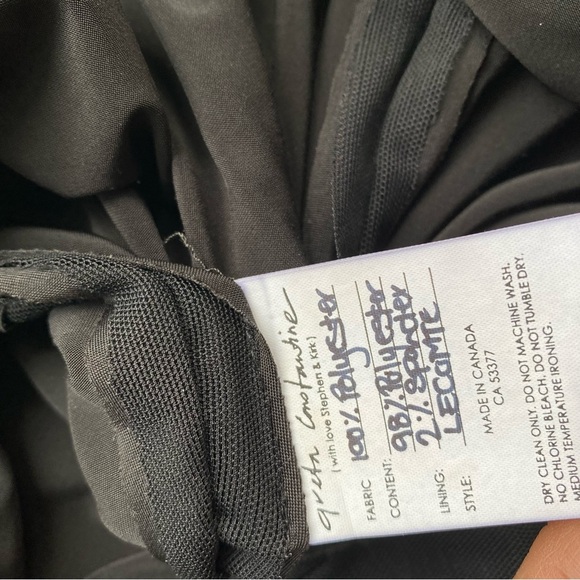 greta constantine
( with love Stephen & Kirk )
FABRIC 100% Polyester
CONTENT:
98% Polyester
LINING: 2% Spandex
STYLE: LECOMTE
MADE IN CANADA
CA 53377
DRY CLEAN ONLY. DO NOT MACHINE WASH.
NO CHLORINE BLEACH. DO NOT TUMBLE DRY.
MEDIUM TEMPERATURE IRONING.